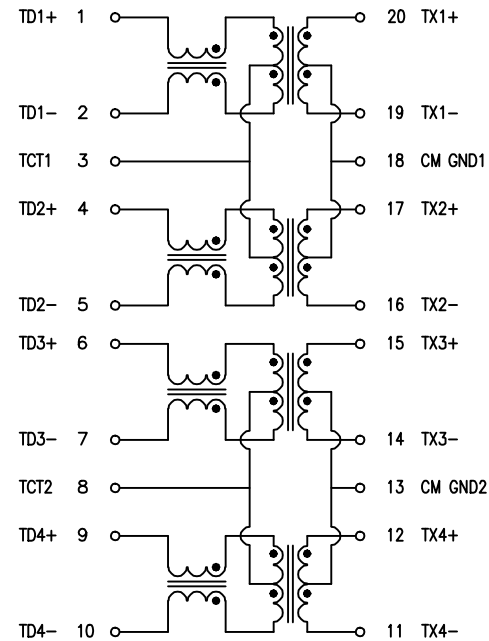 TD1+ 1 20 TX1+
TD1- 2 19 TX1-
TCT1 3 18 CM GND1
TD2+ 4 17 TX2+
TD2- 5 16 TX2-
TD3+ 6 15 TX3+
TD3- 7 14 TX3-
TCT2 8 13 CM GND2
TD4+ 9 12 TX4+
TD4- 10 11 TX4-